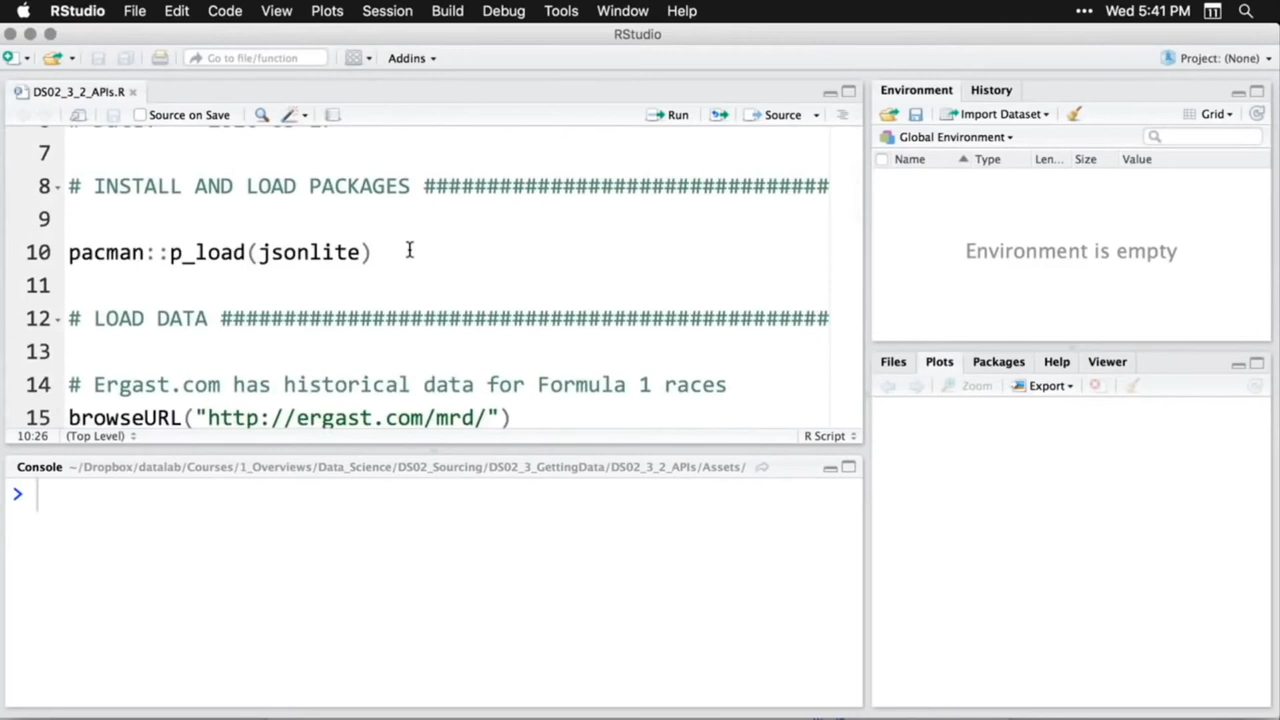 RStudio File Edit Code View Plots Session Build Debug Tools Window Help ••• Wed 5:41 PM 11
RStudio
Go to file/function Addins Project: (None)
DS02_3_2_APIs.R
Source on Save Run Source
7
8 # INSTALL AND LOAD PACKAGES ################################
9
10 pacman::p_load(jsonlite)
11
12 # LOAD DATA ################################################
13
14 # Ergast.com has historical data for Formula 1 races
15 browseURL("http://ergast.com/mrd/")
10:26 (Top Level) R Script
Console ~/Dropbox/datalab/Courses/1_Overviews/Data_Science/DS02_Sourcing/DS02_3_GettingData/DS02_3_2_APIs/Assets/
>
Environment History
Import Dataset Grid
Global Environment
Name Type Len... Size Value
Environment is empty
Files Plots Packages Help Viewer
Zoom Export